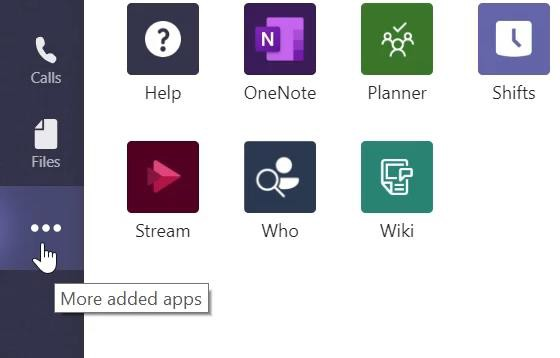 Calls
Files
More added apps
Help
OneNote
Planner
Shifts
Stream
Who
Wiki
N